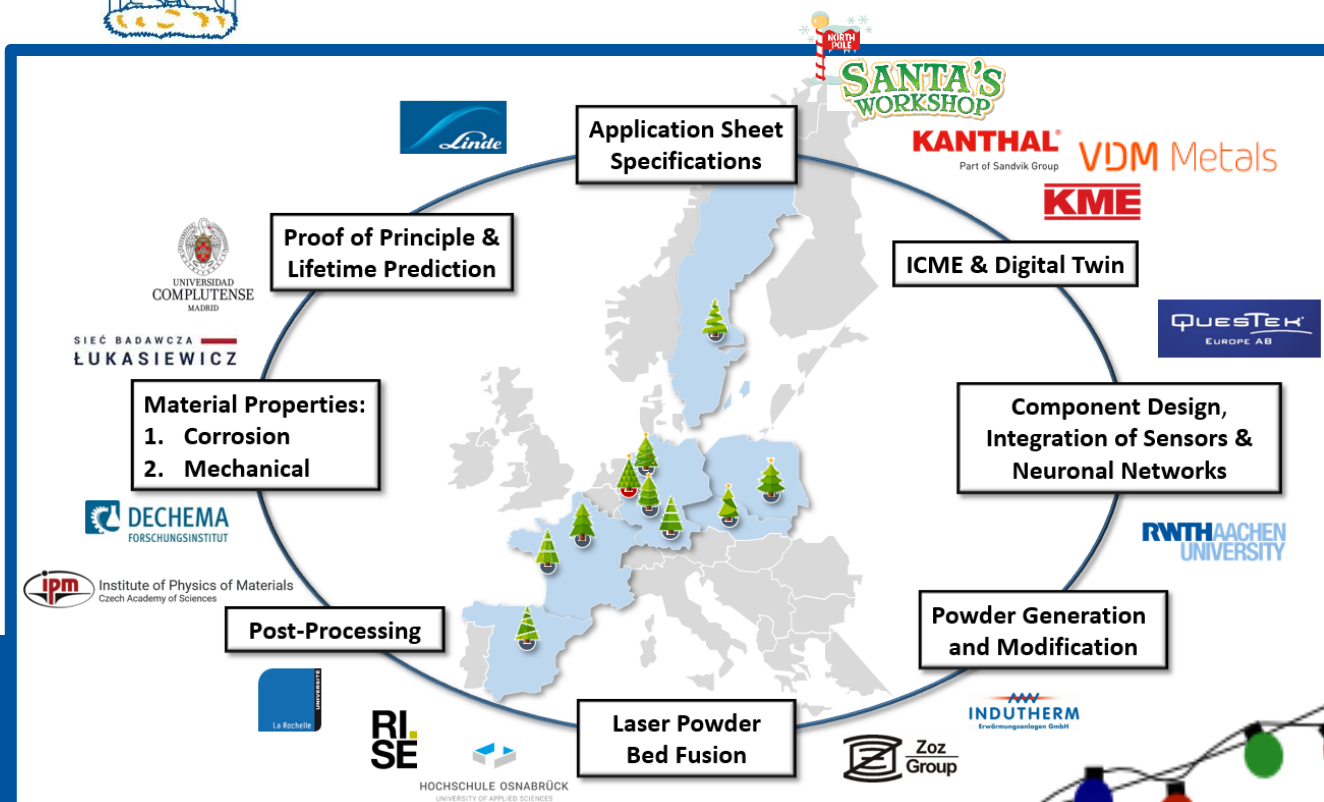 NORTH
POLE
SANTA'S
WORKSHOP
Linde
Application Sheet
Specifications
KANTHAL®
Part of Sandvik Group
VDM Metals
KME
Proof of Principle &
Lifetime Prediction
ICME & Digital Twin
UNIVERSIDAD
COMPLUTENSE
MADRID
QUESTEK
EUROPE AB
SIEĆ BADAWCZA
ŁUKASIEWICZ
Material Properties:
1. Corrosion
2. Mechanical
Component Design,
Integration of Sensors &
Neuronal Networks
DECHEMA
FORSCHUNGSINSTITUT
RWTH AACHEN
UNIVERSITY
ipm
Institute of Physics of Materials
Czech Academy of Sciences
Post-Processing
Powder Generation
and Modification
La Rochelle
UNIVERSITÉ
RI.
SE
HOCHSCHULE OSNABRÜCK
UNIVERSITY OF APPLIED SCIENCES
Laser Powder
Bed Fusion
Zoz
Group
INDUTHERM
Erwärmungsanlagen GmbH